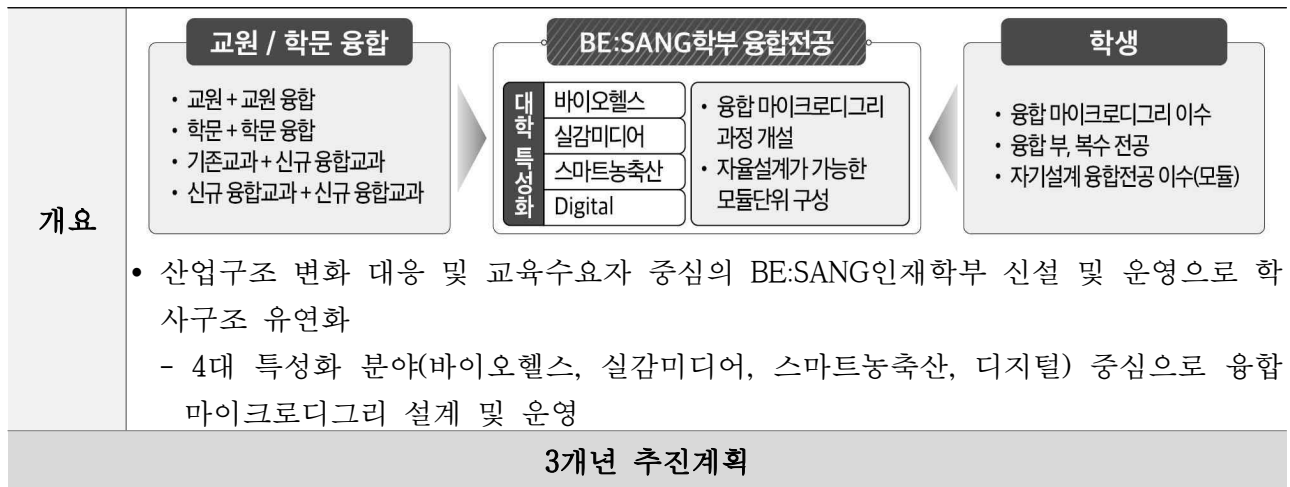 개요
교원 / 학문 융합
• 교원 + 교원 융합
• 학문 + 학문 융합
• 기존교과 + 신규 융합교과
• 신규 융합교과 + 신규 융합교과
BE:SANG학부 융합전공
대학 특성화
바이오헬스
실감미디어
스마트농축산
Digital
• 융합 마이크로디그리
과정 개설
• 자율설계가 가능한
모듈단위 구성
학생
• 융합 마이크로디그리 이수
• 융합 부, 복수 전공
• 자기설계 융합전공 이수(모듈)
• 산업구조 변화 대응 및 교육수요자 중심의 BE:SANG인재학부 신설 및 운영으로 학
사구조 유연화
- 4대 특성화 분야(바이오헬스, 실감미디어, 스마트농축산, 디지털) 중심으로 융합
마이크로디그리 설계 및 운영
3개년 추진계획